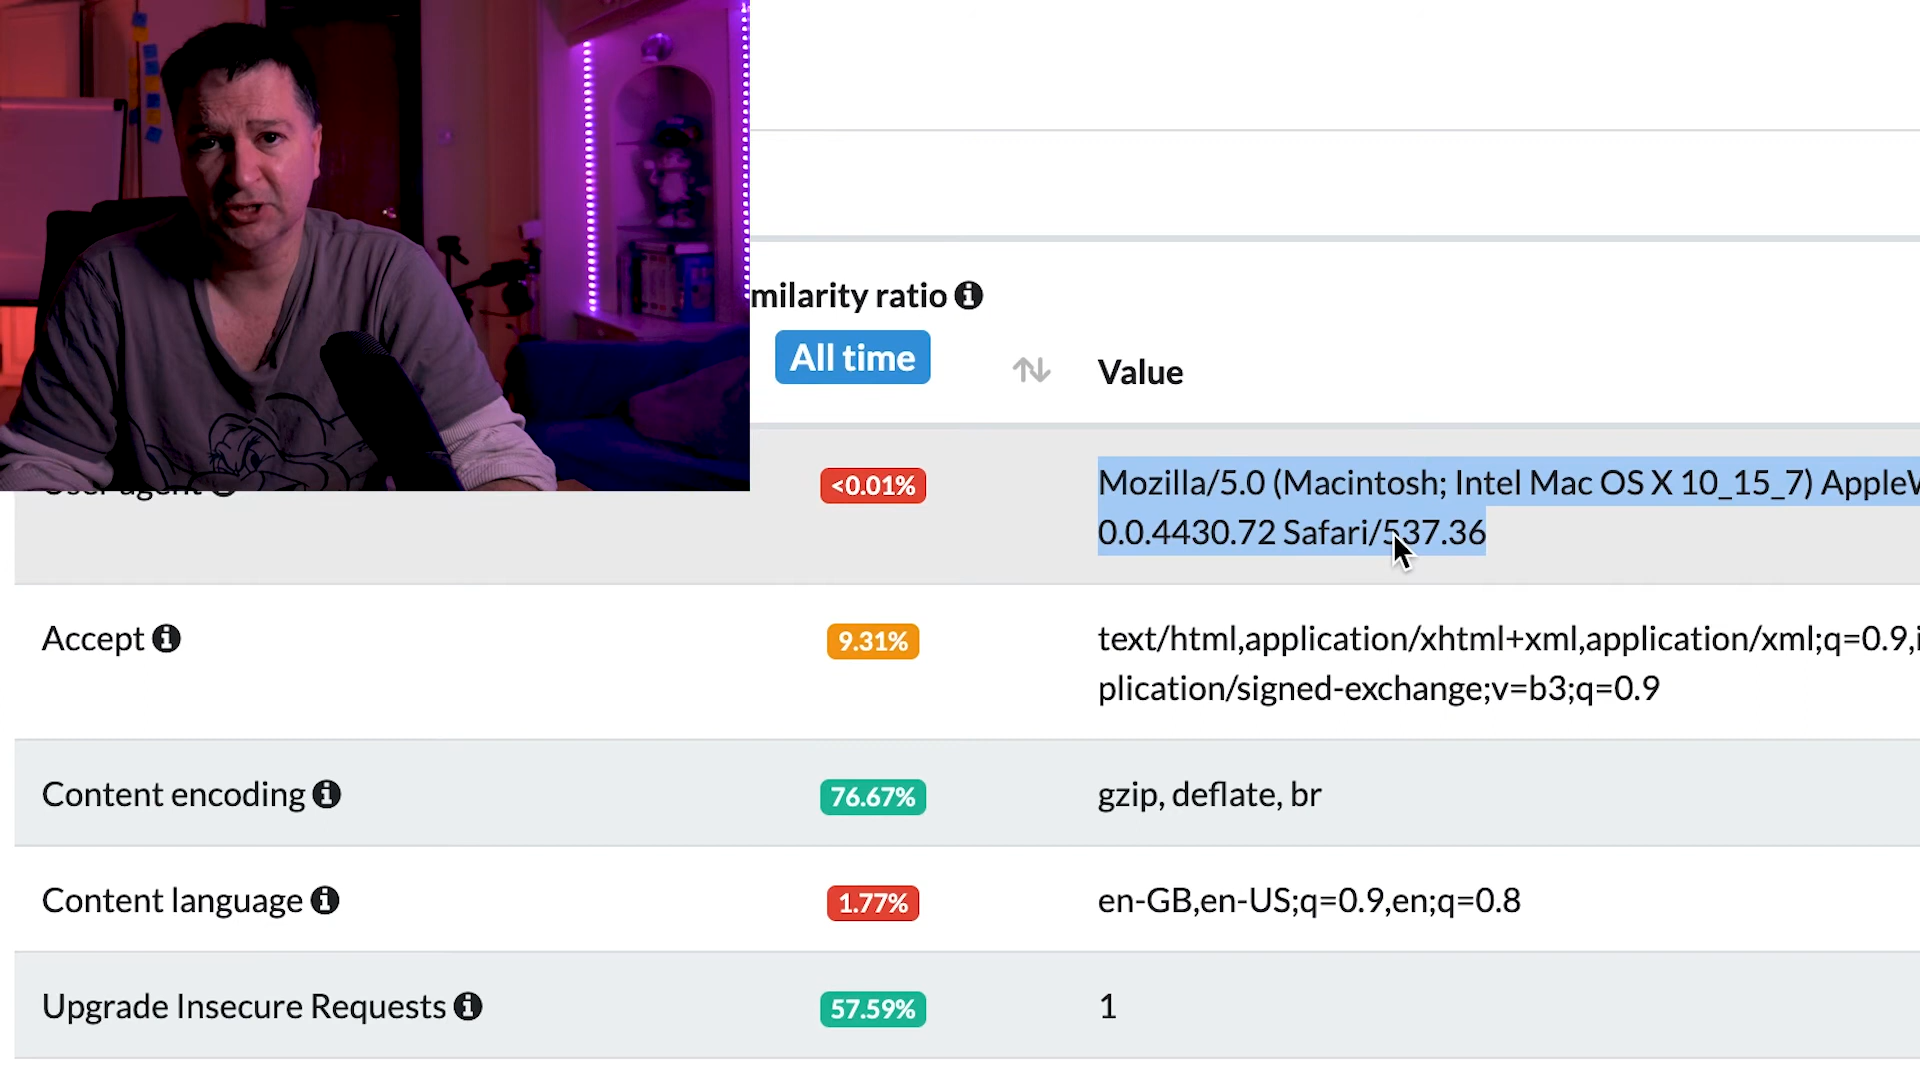 milarity ratio
All time
Value
User agent
<0.01%
Mozilla/5.0 (Macintosh; Intel Mac OS X 10_15_7) AppleW
0.0.4430.72 Safari/537.36
Accept
9.31%
text/html,application/xhtml+xml,application/xml;q=0.9,i
plication/signed-exchange;v=b3;q=0.9
Content encoding
76.67%
gzip, deflate, br
Content language
1.77%
en-GB,en-US;q=0.9,en;q=0.8
Upgrade Insecure Requests
57.59%
1